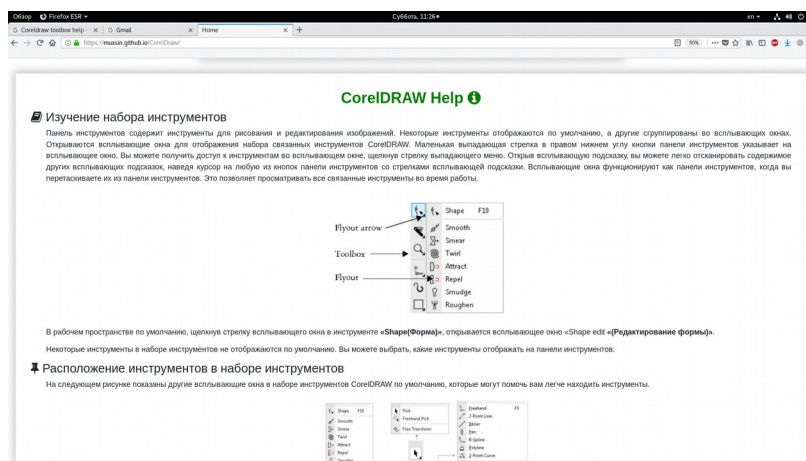 Обзор Firefox ESR Суббота, 11:26 en
Coreldraw toolbox help - Gmail Home
https://muxsin.github.io/CorelDraw/ 90%
CorelDRAW Help
Изучение набора инструментов
Панель инструментов содержит инструменты для рисования и редактирования изображений. Некоторые инструменты отображаются по умолчанию, а другие сгруппированы во всплывающих окнах.
Открываются всплывающие окна для отображения набора связанных инструментов CorelDRAW. Маленькая выпадающая стрелка в правом нижнем углу кнопки панели инструментов указывает на
всплывающее окно. Вы можете получить доступ к инструментам во всплывающем окне, щелкнув стрелку выпадающего меню. Открыв всплывающую подсказку, вы можете легко отсканировать содержимое
других всплывающих подсказок, наведя курсор на любую из кнопок панели инструментов со стрелками всплывающей подсказки. Всплывающие окна функционируют как панели инструментов, когда вы
перетаскиваете их из панели инструментов. Это позволяет просматривать все связанные инструменты во время работы.
Flyout arrow
Toolbox
Flyout
Shape F10
Smooth
Smear
Twirl
Attract
Repel
Smudge
Roughen
В рабочем пространстве по умолчанию, щелкнув стрелку всплывающего окна в инструменте «Shape(Форма)», открывается всплывающее окно «Shape edit «(Редактирование формы)».
Некоторые инструменты в наборе инструментов не отображаются по умолчанию. Вы можете выбрать, какие инструменты отображать на панели инструментов.
Расположение инструментов в наборе инструментов
На следующем рисунке показаны другие всплывающие окна в наборе инструментов CorelDRAW по умолчанию, которые могут помочь вам легче находить инструменты.
Shape F10
Smooth
Smear
Twirl
Attract
Repel
Smudge
Pick
Freehand Pick
Free Transform
Freehand F5
2-Point Line
Bézier
Pen
B-Spline
Polyline
3-Point Curve